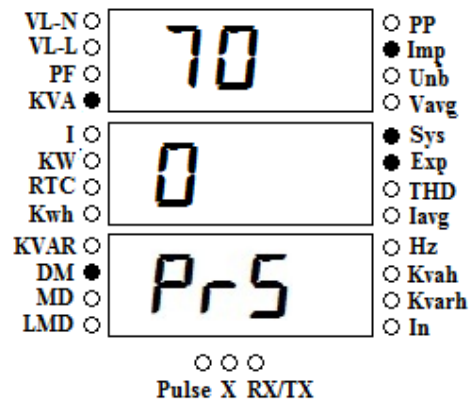 VL-N PP
VL-L 70 Imp
PF Unb
KVA Vavg
I Sys
KW 0 Exp
RTC THD
Kwh Iavg
KVAR Hz
DM PrS Kvah
MD Kvarh
LMD In
Pulse X RX/TX